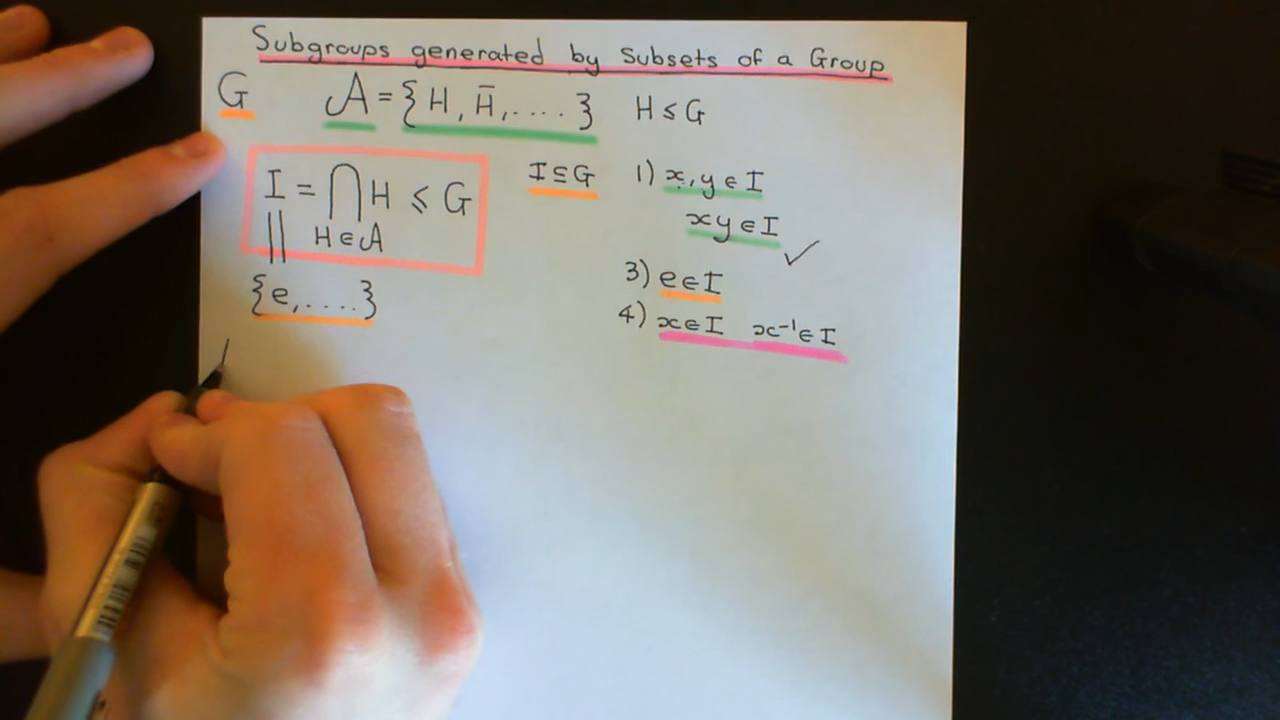 Subgroups generated by Subsets of a Group
G 𝒜 = {H, H̄, . . . . } H ≤ G
I = ⋂ H ≤ G
H ∈ 𝒜
||
{e, . . . . }
I ⊆ G
1) x, y ∈ I
xy ∈ I ✓
3) e ∈ I
4) x ∈ I x⁻¹ ∈ I